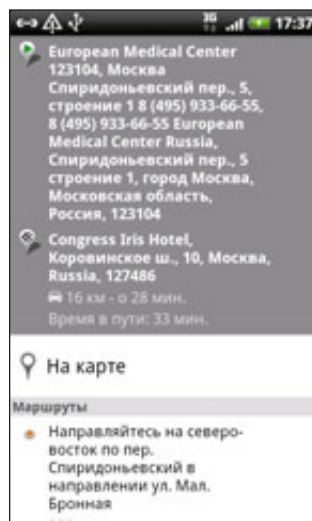 3G 17:37
European Medical Center
123104, Москва
Спиридоньевский пер., 5,
строение 1 8 (495) 933-66-55,
8 (495) 933-66-55 European
Medical Center Russia,
Спиридоньевский пер., 5
строение 1, город Москва,
Московская область,
Россия, 123104
Congress Iris Hotel,
Коровинское ш., 10, Москва,
Russia, 127486
16 км - о 28 мин.
Время в пути: 33 мин.
На карте
Маршруты
Направляйтесь на северо-
восток по пер.
Спиридоньевский в
направлении ул. Мал.
Бронная